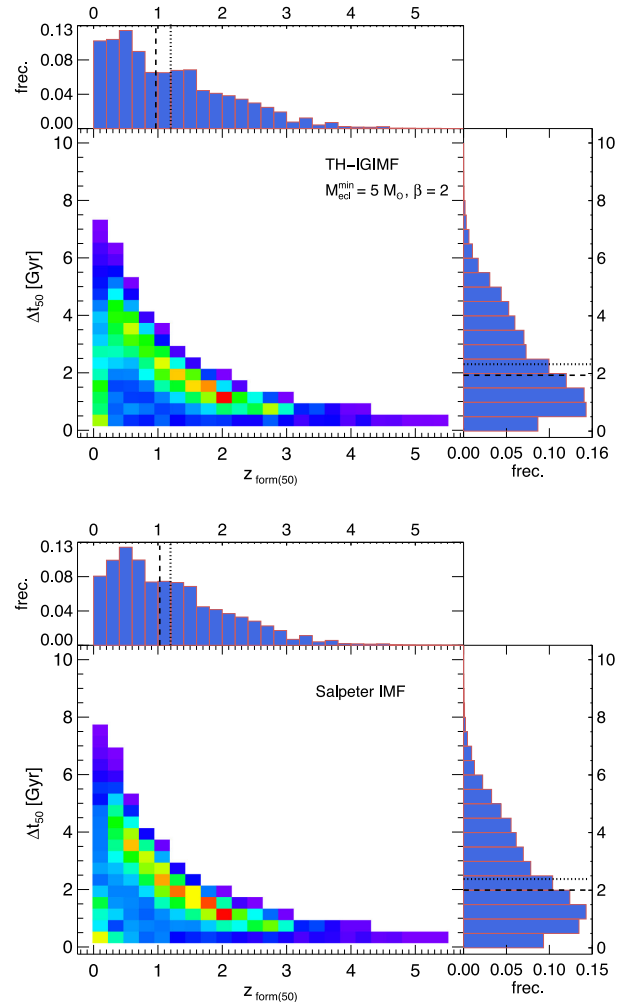 0 1 2 3 4 5
0.13
0.08
0.04
0.00
frec.
TH-IGIMF
M_ecl^min = 5 M_O, β = 2
10
8
6
4
2
0
Δt50 [Gyr]
0 1 2 3 4 5
z form(50)
8
6
4
2
0
0.00 0.05 0.10 0.16
frec.
0 1 2 3 4 5
0.13
0.08
0.04
0.00
frec.
Salpeter IMF
10
8
6
4
2
0
Δt50 [Gyr]
0 1 2 3 4 5
z form(50)
10
8
6
4
2
0
0.00 0.05 0.10 0.15
frec.